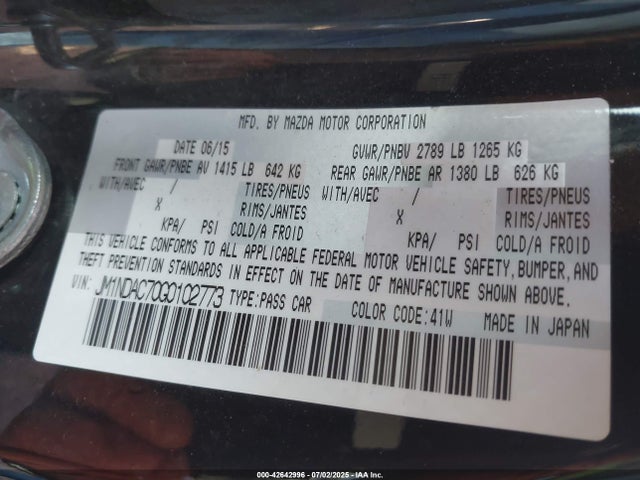 MFD. BY MAZDA MOTOR CORPORATION
DATE 06/15 GVWR/PNBV 2789 LB 1265 KG
FRONT GAWR/PNBE AV 1415 LB 642 KG REAR GAWR/PNBE AR 1380 LB 626 KG
WITH/AVEC / TIRES/PNEUS WITH/AVEC / TIRES/PNEUS
X RIMS/JANTES X RIMS/JANTES
KPA/ PSI COLD/A FROID KPA/ PSI COLD/A FROID
THIS VEHICLE CONFORMS TO ALL APPLICABLE FEDERAL MOTOR VEHICLE SAFETY, BUMPER, AND
THEFT PREVENTION STANDARDS IN EFFECT ON THE DATE OF MANUFACTURE SHOWN ABOVE.
VIN: JM1NDAC70G0102773 TYPE:PASS CAR COLOR CODE:41W MADE IN JAPAN
000-42642996 | 07/02/2025 - IAA Inc.